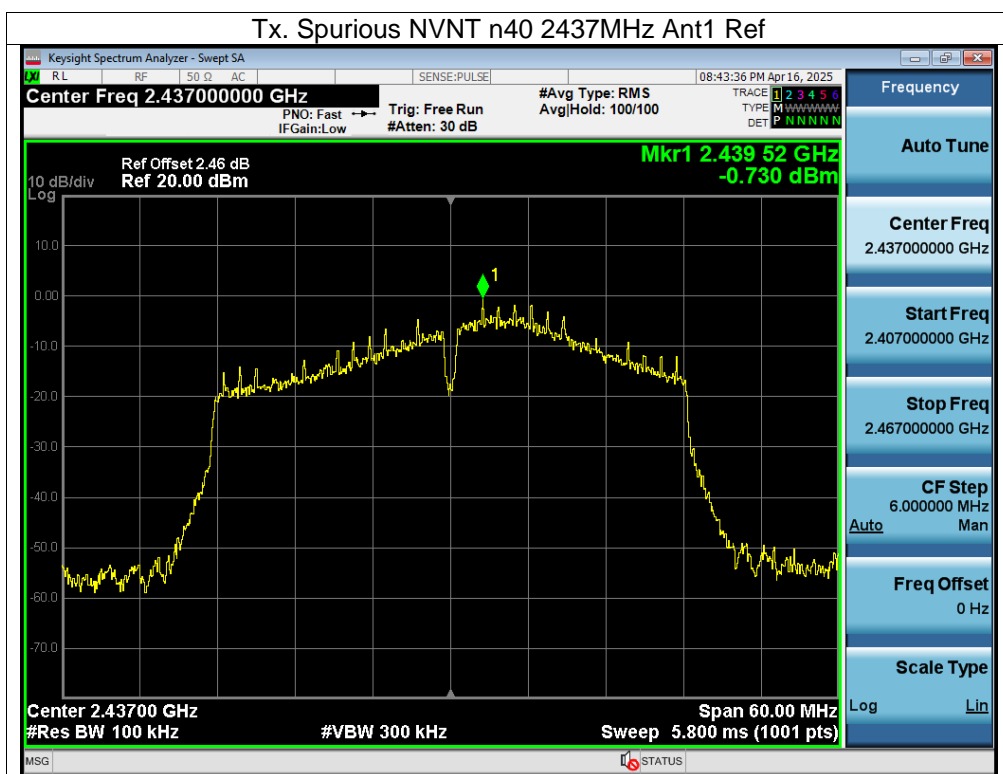 Tx. Spurious NVNT n40 2437MHz Ant1 Ref
Keysight Spectrum Analyzer - Swept SA
LXI RL RF 50 Ω AC SENSE:PULSE 08:43:36 PM Apr 16, 2025
Center Freq 2.437000000 GHz
PNO: Fast
IFGain:Low
Trig: Free Run
#Atten: 30 dB
#Avg Type: RMS
Avg|Hold: 100/100
TRACE 1 2 3 4 5 6
TYPE M W W W W W
DET P N N N N N
Ref Offset 2.46 dB
Ref 20.00 dBm
10 dB/div
Log
Mkr1 2.439 52 GHz
-0.730 dBm
1
10.0
0.00
-10.0
-20.0
-30.0
-40.0
-50.0
-60.0
-70.0
Center 2.43700 GHz
Span 60.00 MHz
#Res BW 100 kHz
#VBW 300 kHz
Sweep 5.800 ms (1001 pts)
MSG
STATUS
Frequency
Auto Tune
Center Freq
2.437000000 GHz
Start Freq
2.407000000 GHz
Stop Freq
2.467000000 GHz
CF Step
6.000000 MHz
Auto Man
Freq Offset
0 Hz
Scale Type
Log Lin